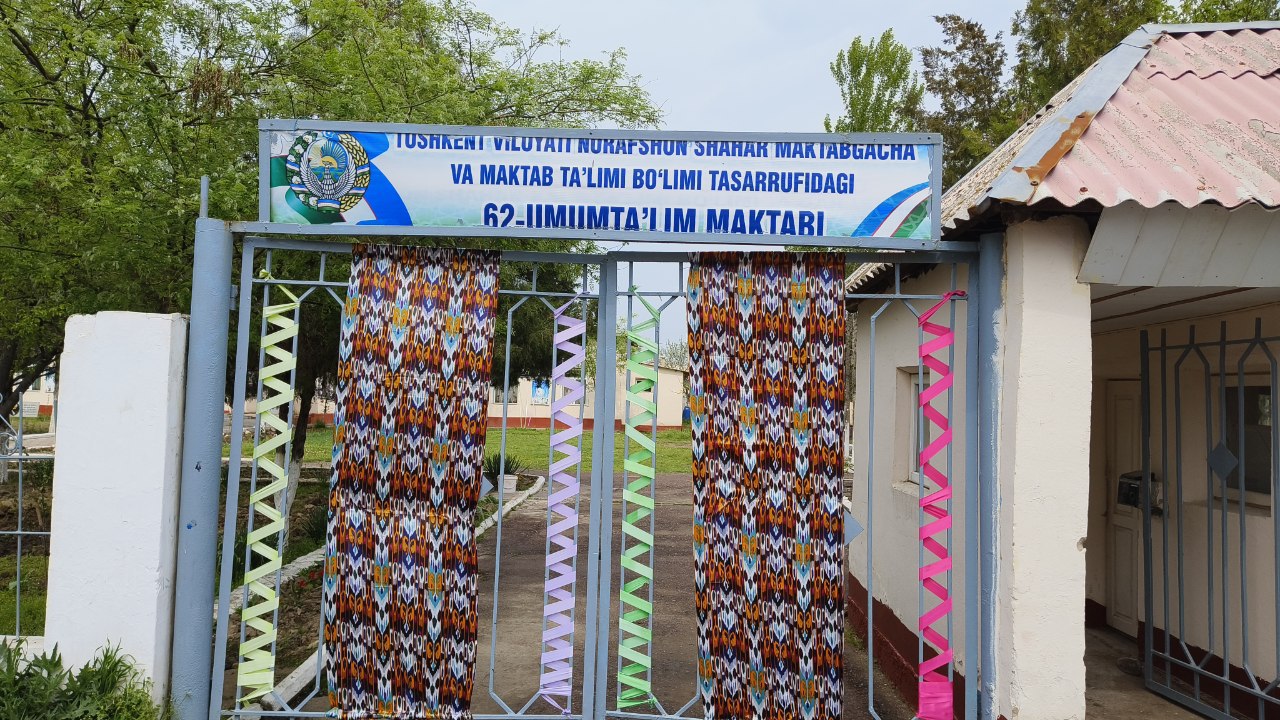 TOSHKENT VILOYATI NURAFSHON SHAHAR MAKTABGACHA
VA MAKTAB TA’LIMI BO‘LIMI TASARRUFIDAGI
62-UMUMTA’LIM MAKTABI